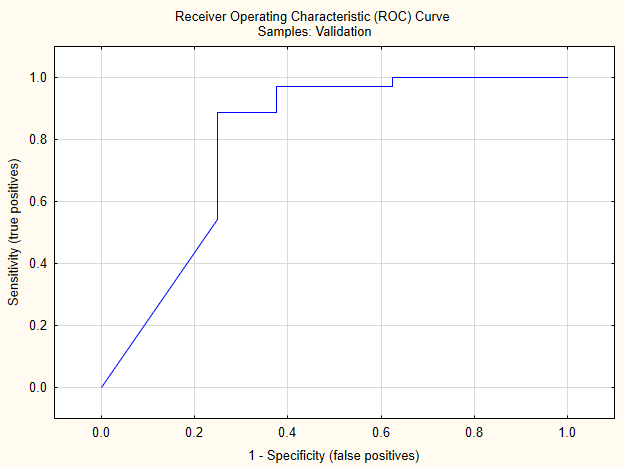 Receiver Operating Characteristic (ROC) Curve
Samples: Validation
1.0
0.8
0.6
0.4
0.2
0.0
Sensitivity (true positives)
0.0 0.2 0.4 0.6 0.8 1.0
1 - Specificity (false positives)